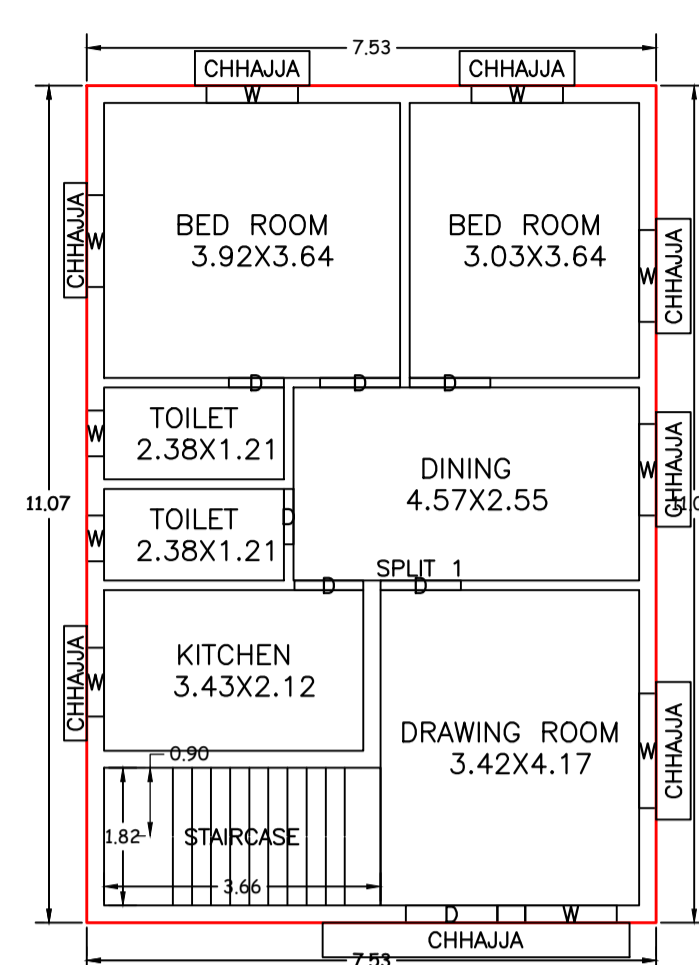 7.53
CHHAJJA
CHHAJJA
W
W
CHHAJJA
W
BED ROOM
3.92X3.64
BED ROOM
3.03X3.64
W
CHHAJJA
D
D
D
W
TOILET
2.38X1.21
DINING
4.57X2.55
W
CHHAJJA
11.07
W
TOILET
2.38X1.21
D
SPLIT 1
D
D
CHHAJJA
W
KITCHEN
3.43X2.12
DRAWING ROOM
3.42X4.17
W
CHHAJJA
0.90
1.82
STAIRCASE
3.66
D
W
CHHAJJA
7.53